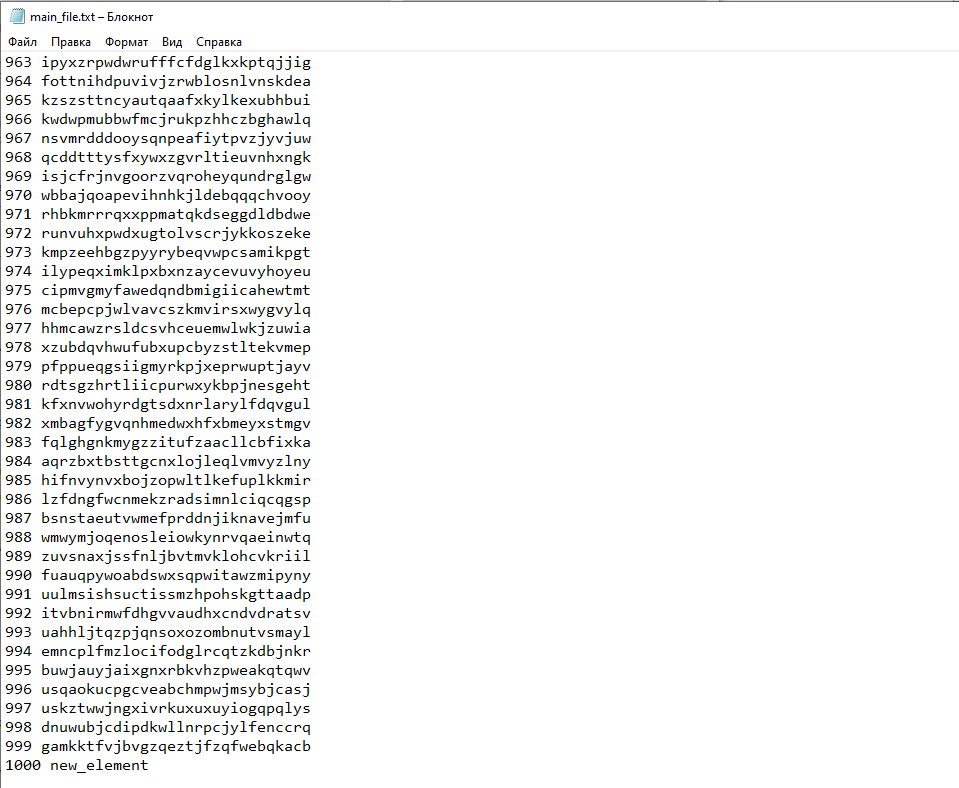 main_file.txt – Блокнот
Файл Правка Формат Вид Справка
963 ipyxzrpwdwrufffcfdglkxkptqjjig
964 fottnihdpuvivjzrwblosnlvnskdea
965 kzszsttncyautqaafxkylkexubhbui
966 kwdwpmubbwfmcjrukpzhhczbghawlq
967 nsvmrdddooysqnpeafiytpvzjyvjuw
968 qcddtttysfxywxzgvrltieuvnhxngk
969 isjcfrjnvgoorzvqroheyqundrglgw
970 wbbajqoapevihnhkjldebqqqchvooy
971 rhbkmrrrqxxppmatqkdseggdldbdwe
972 runvuhxpwdxugtolvscrjykkoszeke
973 kmpzeehbgzpyyrybeqvwpcsamikpgt
974 ilypeqximklpxbxnzaycevuvyhoyeu
975 cipmvgmyfawedqndbmigiicahewtmt
976 mcbepcpjwlvavcszkmvirsxwygvylq
977 hhmcawzrsldcsvhceuemwlwkjzuwia
978 xzubdqvhwufubxupcbyzstltekvmep
979 pfppueqgsiigmyrkpjxeprwuptjayv
980 rdtsgzhrtliicpurwxykbpjnesgeht
981 kfxnvwohyrdgtsdxnrlarylfdqvgul
982 xmbagfygvqnhmedwxhfxbmeyxstmgv
983 fqlghgnkmygzzitufzaacllcbfixka
984 aqrzbxtbsttgcnxlojleqlvmvyzlny
985 hifnvynvxbojzopwltlkefuplkkmir
986 lzfdngfwcnmekzradsimnlciqcqgsp
987 bsnstaeutvwmefprddnjiknavejmfu
988 wmwymjoqenosleiowkynrvqaeinwtq
989 zuvsnaxjssfnljbvtmvklohcvkriil
990 fuauqpywoabdswxsqpwitawzmipyny
991 uulmsishsuctissmzhpohskgttaadp
992 itvbnirmwfdhgvvaudhxcndvdratsv
993 uahhljtqzpjqnsoxozombnutvsmayl
994 emncplfmzlocifodglrcqtzkdbjnkr
995 buwjauyjaixgnxrbkvhzpweakqtqwv
996 usqaokucpgcveabchmpwjmsybjcasj
997 uskztwwjngxivrkuxuxuyiogqpqlys
998 dnuwubjcdipdkwllnrpcjylfenccrq
999 gamkktfvjbvgzqeztjfzqfwebqkacb
1000 new_element